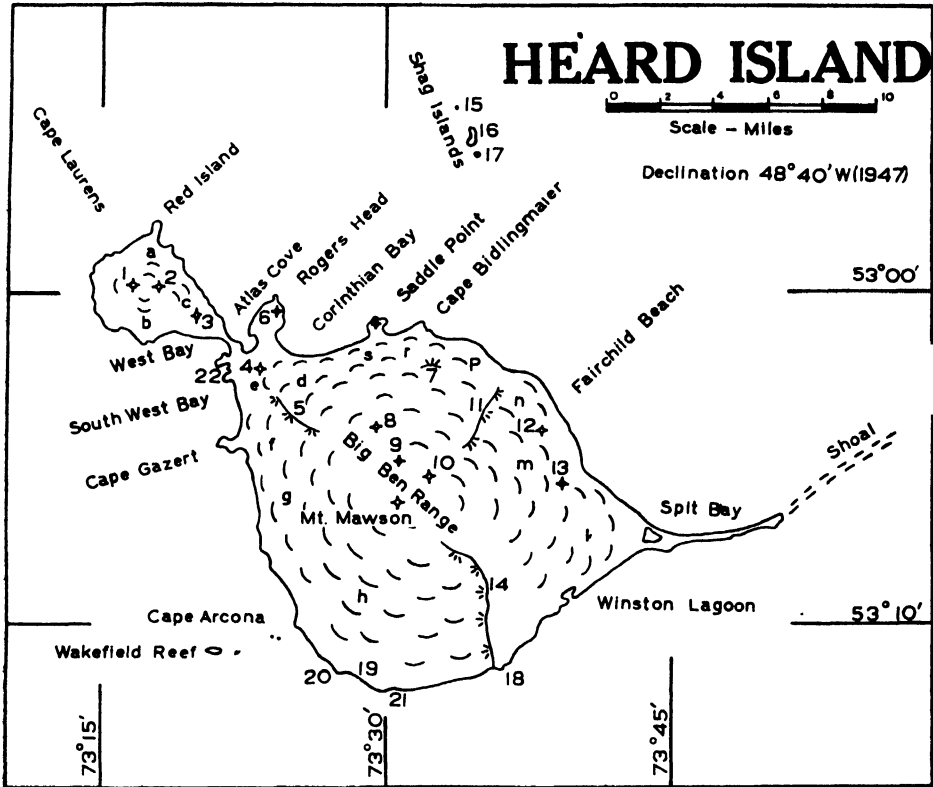 HEARD ISLAND
0 2 4 6 8 10
Scale – Miles
Declination 48°40'W(1947)
Shag Islands
15
16
17
Cape Laurens
Red Island
Atlas Cove
Rogers Head
Corinthian Bay
Saddle Point
Cape Bidlingmaier
Fairchild Beach
53°00'
a
1
2
c
3
b
6
West Bay
22
4
e
d
s
r
7
p
5
11
n
12
South West Bay
8
f
Big Ben Range
9
10
m
13
Cape Gazert
g
Mt. Mawson
Shoal
Spit Bay
l
14
h
Winston Lagoon
Cape Arcona
53°10'
Wakefield Reef
20
19
21
18
73°15'
73°30'
73°45'